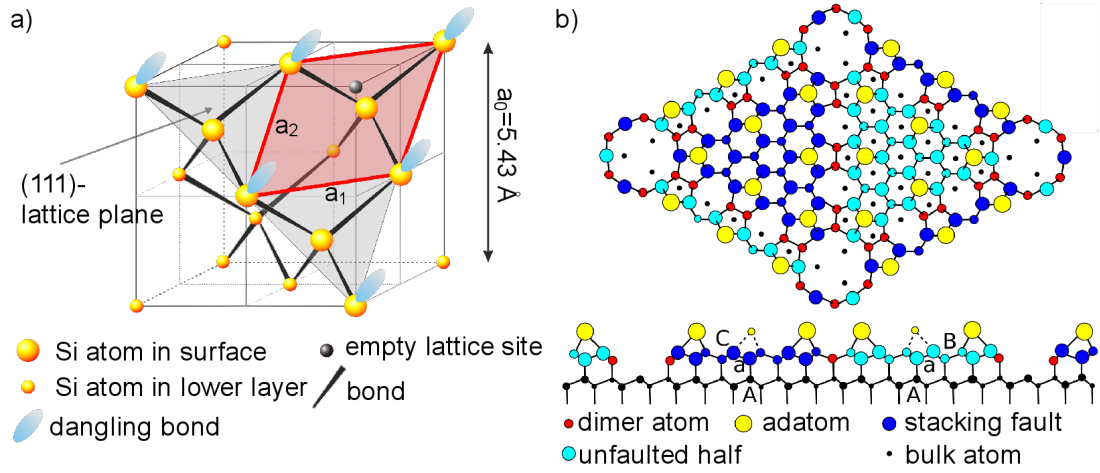 a)
a₂
a₁
(111)-
lattice plane
a₀=5.43 Å
Si atom in surface
empty lattice site
Si atom in lower layer
bond
dangling bond
b)
C
B
a
a
A
A
dimer atom
adatom
stacking fault
unfaulted half
bulk atom